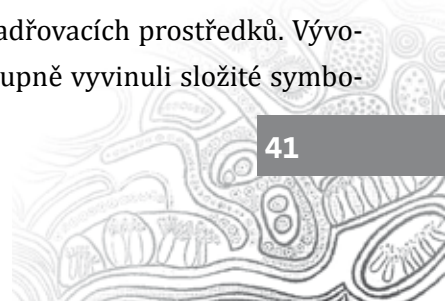 adřovacích prostředků. Vývo-
upně vyvinuli složité symbo-
41